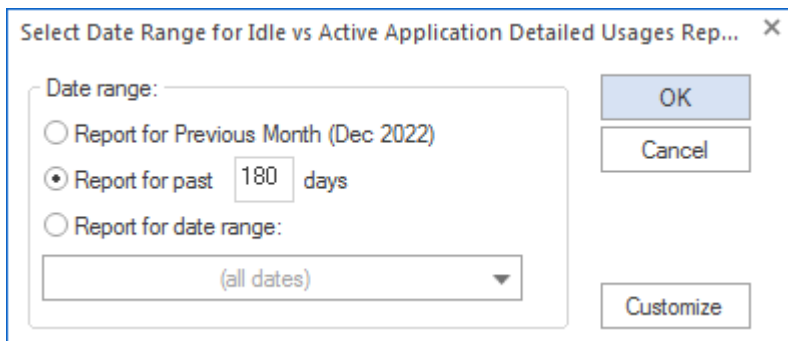 Select Date Range for Idle vs Active Application Detailed Usages Rep...
Date range:
Report for Previous Month (Dec 2022)
Report for past 180 days
Report for date range:
(all dates)
OK
Cancel
Customize